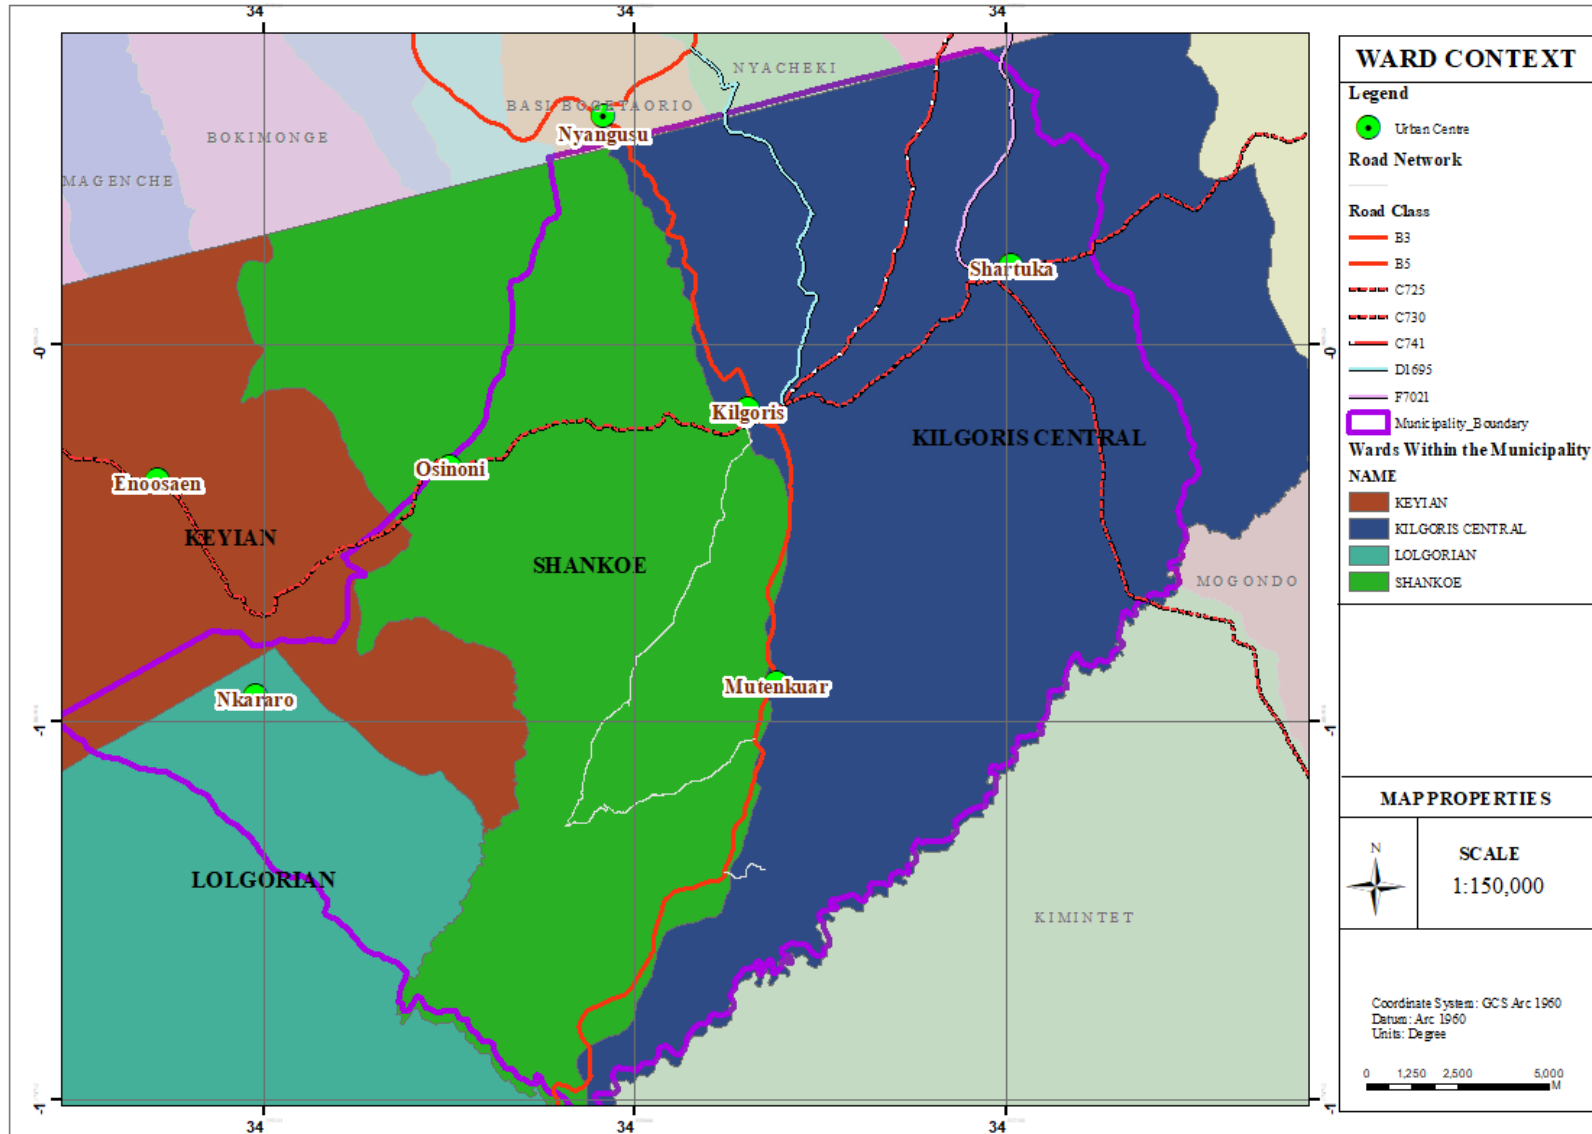 34
34
34
WARD CONTEXT
Legend
Urban Centre
Road Network
Road Class
B3
B5
C725
C730
C741
D1695
F7021
Municipality_Boundary
Wards Within the Municipality
NAME
KEYIAN
KILGORIS CENTRAL
LOLGORIAN
SHANKOE
MAP PROPERTIES
N
SCALE
1:150,000
Coordinate System: GCS Arc 1960
Datum: Arc 1960
Units: Degree
0 1,250 2,500 5,000
M
NYACHEKI
BASI BOGETAORIO
Nyangusu
BOKIMONGE
MAGENCHE
Shartuka
-0
-0
Kilgoris
KILGORIS CENTRAL
Osinoni
Enoosaen
KEYIAN
SHANKOE
MOGONDO
Mutenkuar
Nkararo
-1
-1
LOLGORIAN
KIMINTET
-1
-1
34
34
34